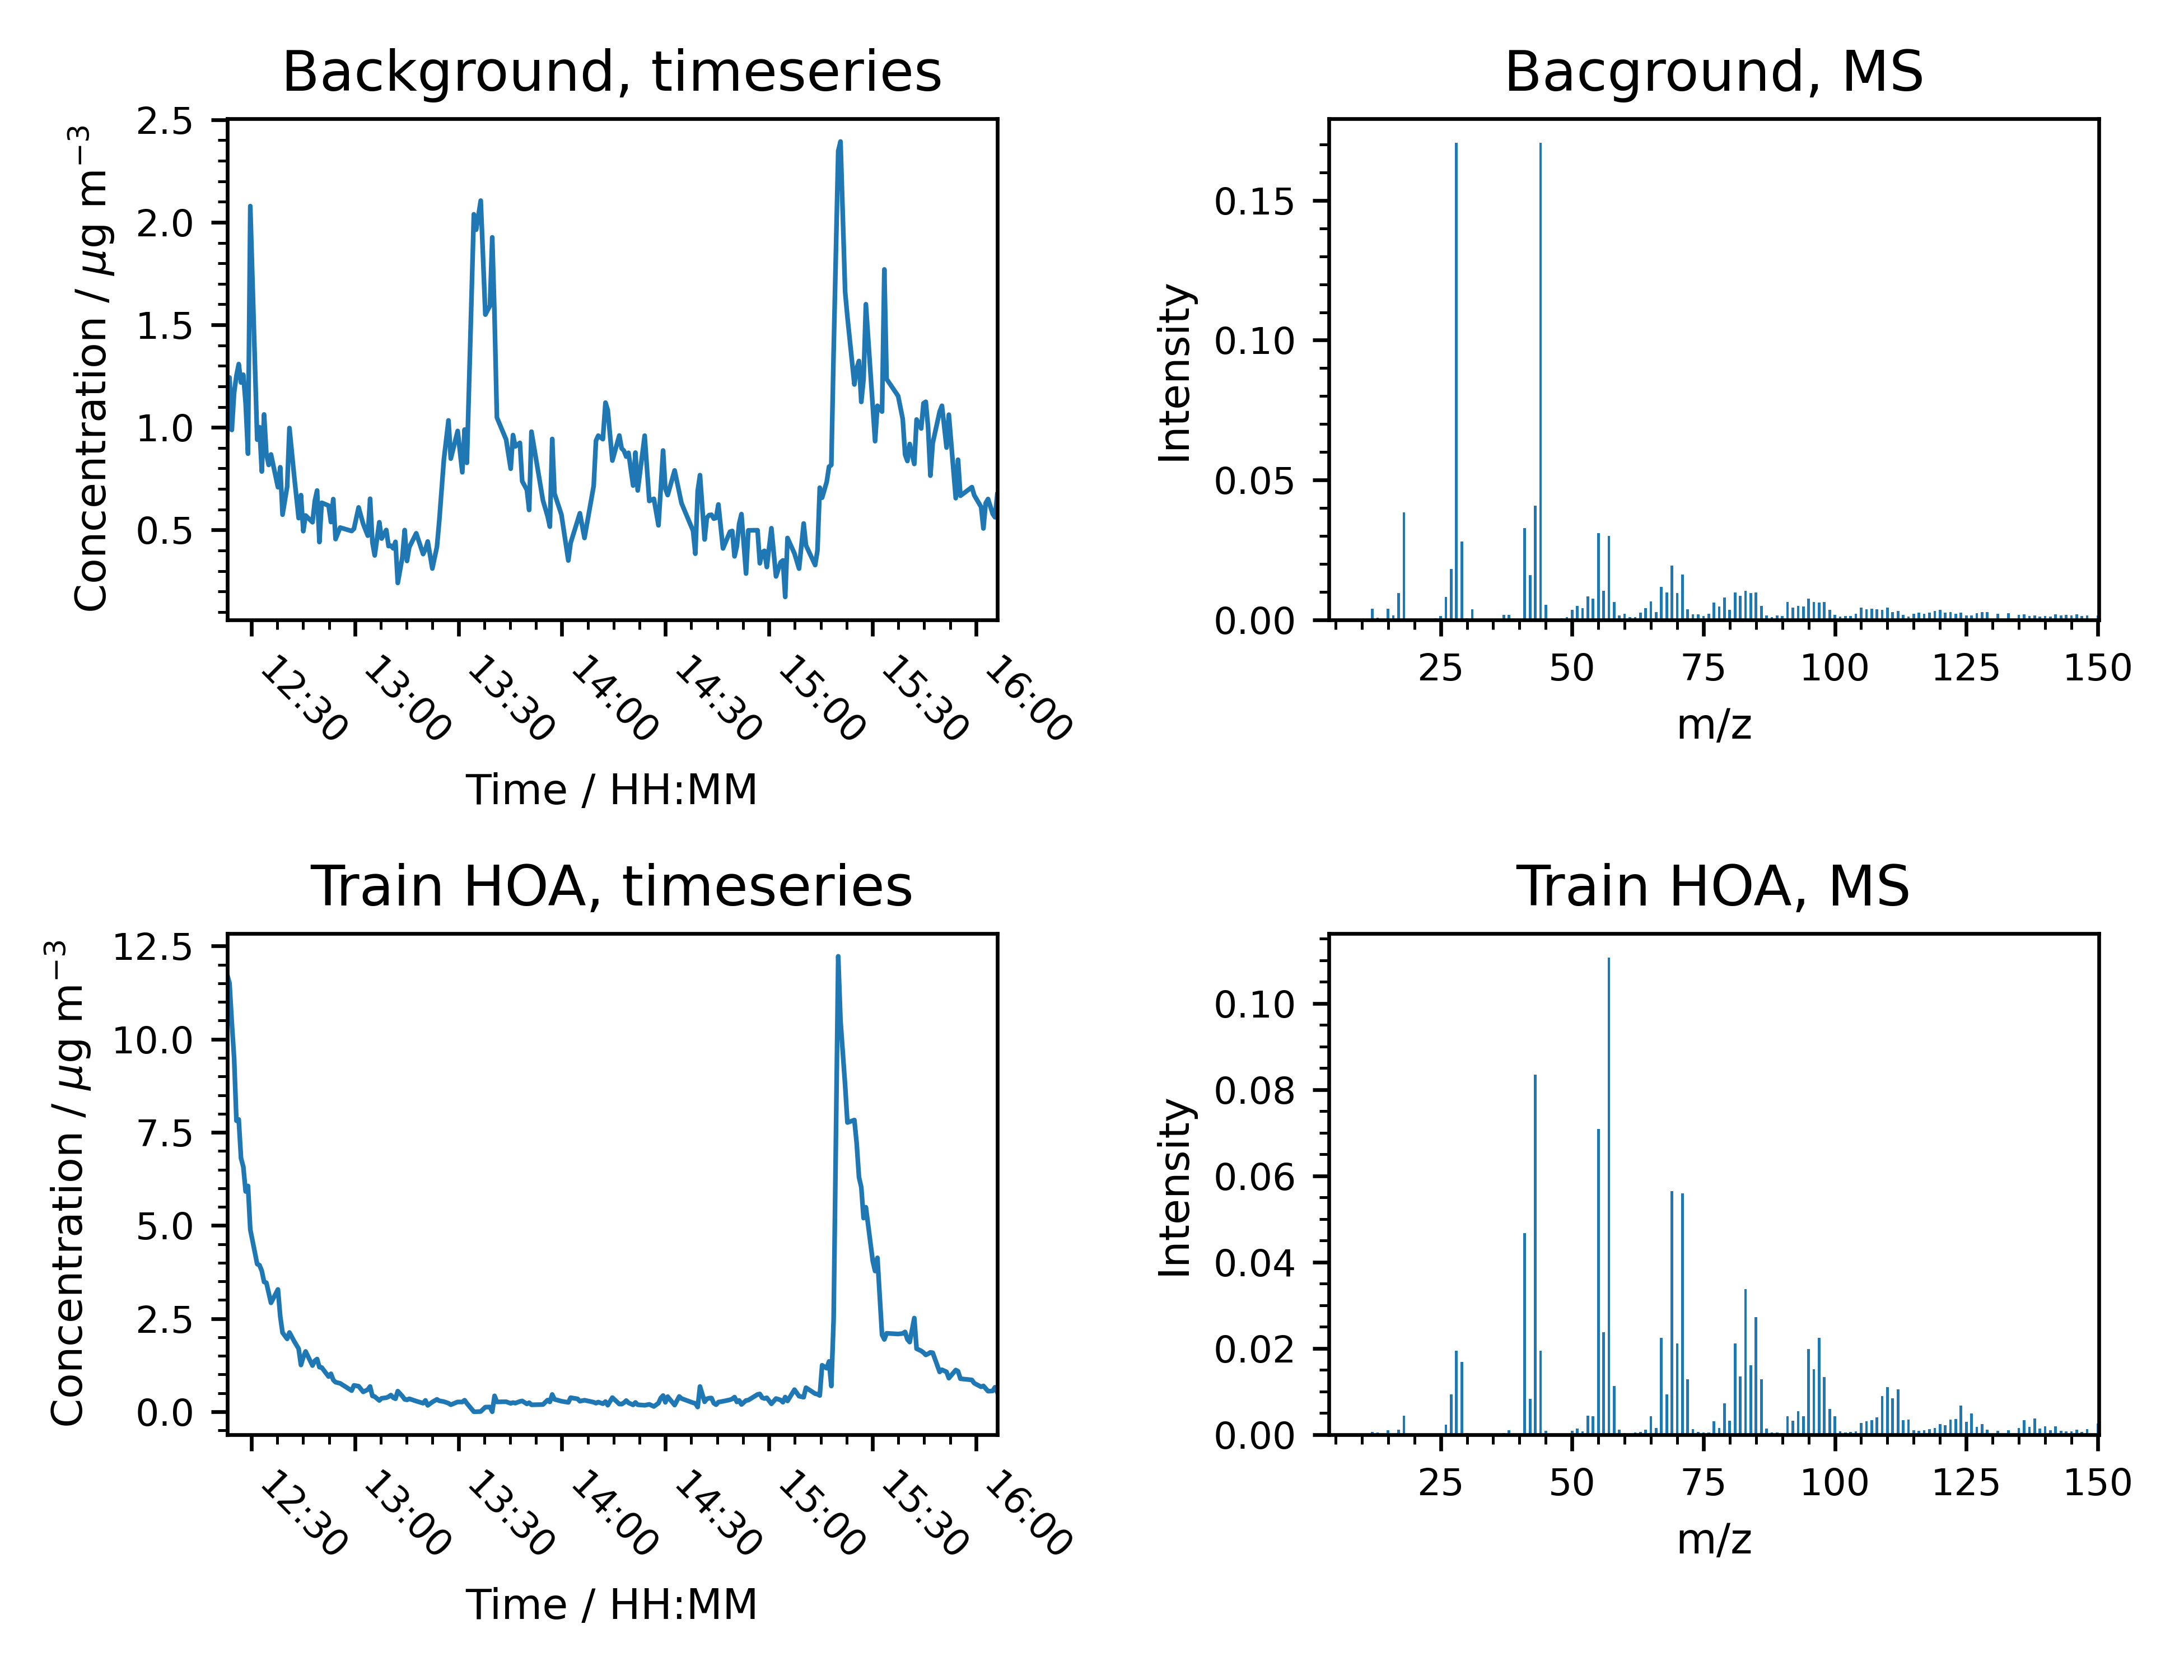 Background, timeseries
Concentration / μg m⁻³
2.5
2.0
1.5
1.0
0.5
12:30 13:00 13:30 14:00 14:30 15:00 15:30 16:00
Time / HH:MM
Bacground, MS
Intensity
0.15
0.10
0.05
0.00
25 50 75 100 125 150
m/z
Train HOA, timeseries
Concentration / μg m⁻³
12.5
10.0
7.5
5.0
2.5
0.0
12:30 13:00 13:30 14:00 14:30 15:00 15:30 16:00
Time / HH:MM
Train HOA, MS
Intensity
0.10
0.08
0.06
0.04
0.02
0.00
25 50 75 100 125 150
m/z